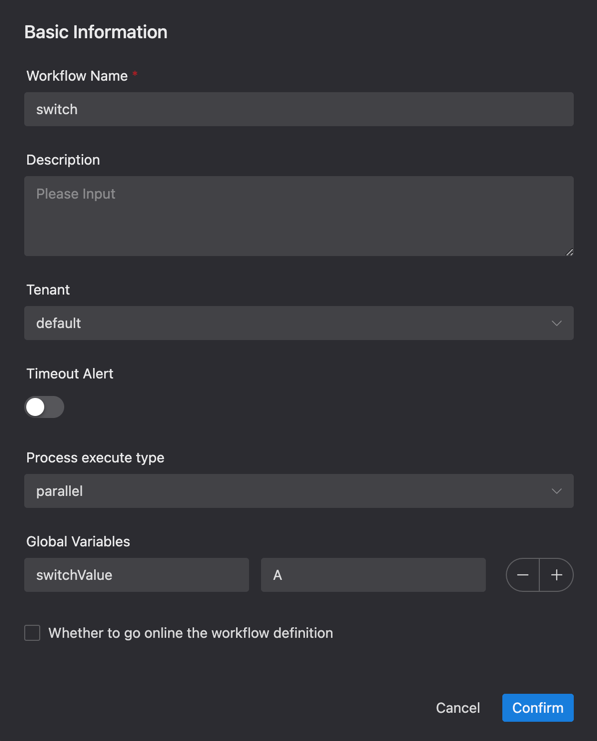 Basic Information
Workflow Name *
switch
Description
Please Input
Tenant
default
Timeout Alert
Process execute type
parallel
Global Variables
switchValue A
Whether to go online the workflow definition
Cancel Confirm